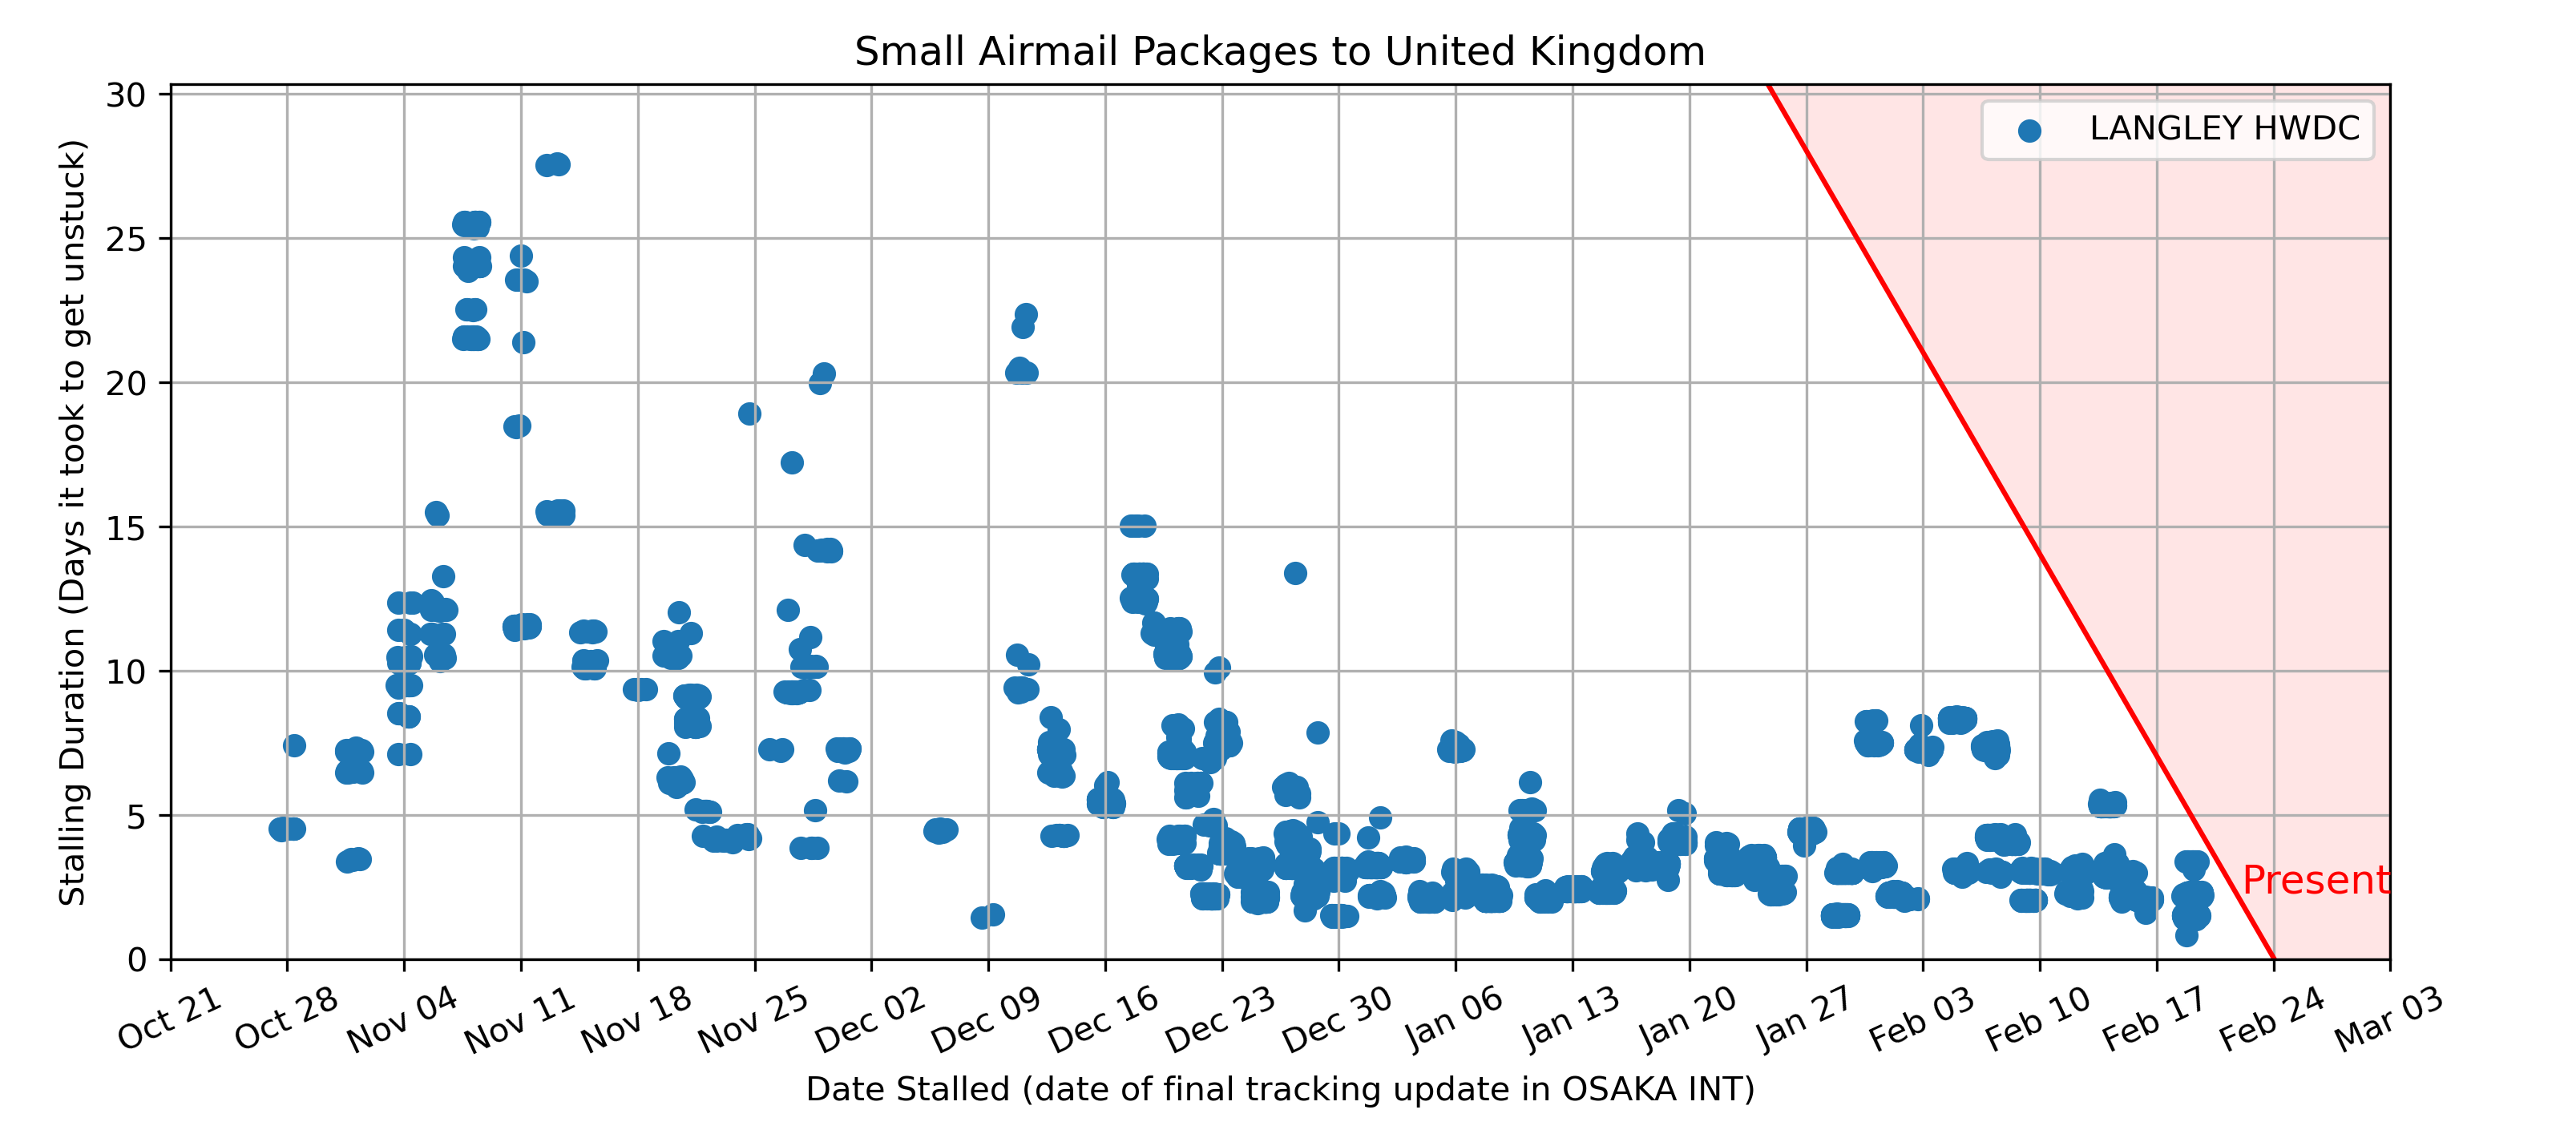 Small Airmail Packages to United Kingdom
LANGLEY HWDC
Stalling Duration (Days it took to get unstuck)
30
25
20
15
10
5
0
Present
Oct 21 Oct 28 Nov 04 Nov 11 Nov 18 Nov 25 Dec 02 Dec 09 Dec 16 Dec 23 Dec 30 Jan 06 Jan 13 Jan 20 Jan 27 Feb 03 Feb 10 Feb 17 Feb 24 Mar 03
Date Stalled (date of final tracking update in OSAKA INT)